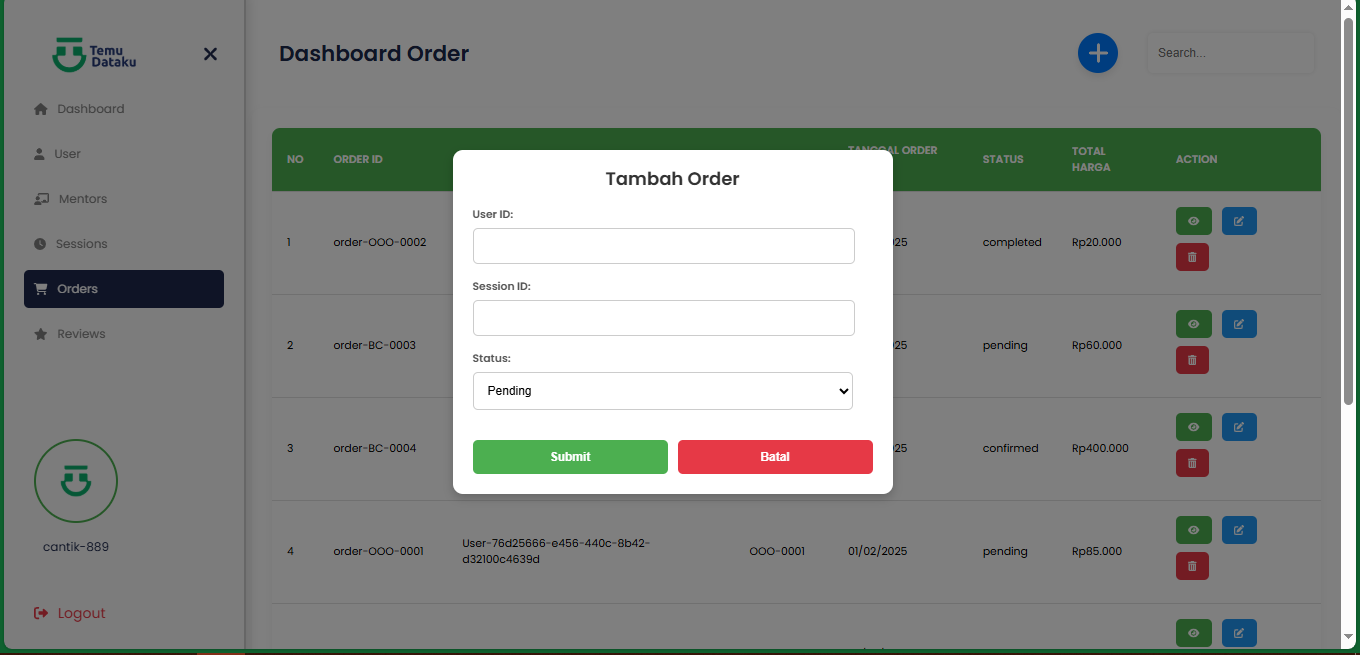 Temu
Dataku
Dashboard
User
Mentors
Sessions
Orders
Reviews
cantik-889
Logout
Dashboard Order
Search...
NO ORDER ID TANGGAL ORDER STATUS TOTAL HARGA ACTION
1 order-OOO-0002 25 completed Rp20.000
2 order-BC-0003 25 pending Rp60.000
3 order-BC-0004 25 confirmed Rp400.000
4 order-OOO-0001 User-76d25666-e456-440c-8b42-
d32100c4639d OOO-0001 01/02/2025 pending Rp85.000
Tambah Order
User ID:
Session ID:
Status:
Pending
Submit Batal